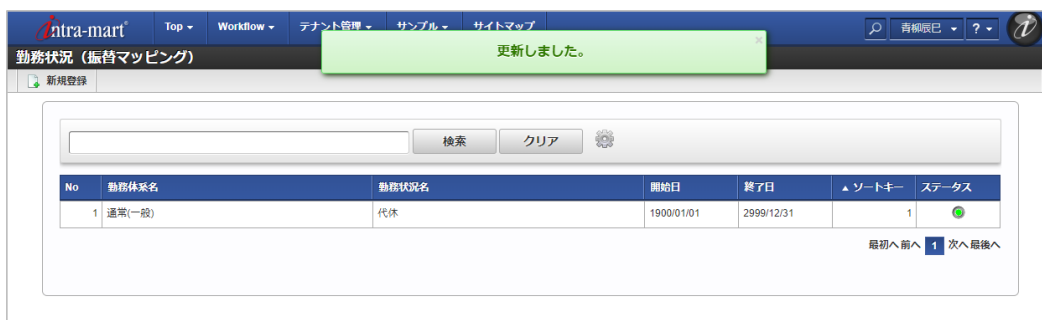 intra-mart Top Workflow テナント管理 サンプル サイトマップ 青柳辰巳 ?
更新しました。
勤務状況（振替マッピング）
新規登録
検索 クリア
No 勤務体系名 勤務状況名 開始日 終了日 ▲ ソートキー ステータス
1 通常(一般) 代休 1900/01/01 2999/12/31 1
最初へ 前へ 1 次へ 最後へ